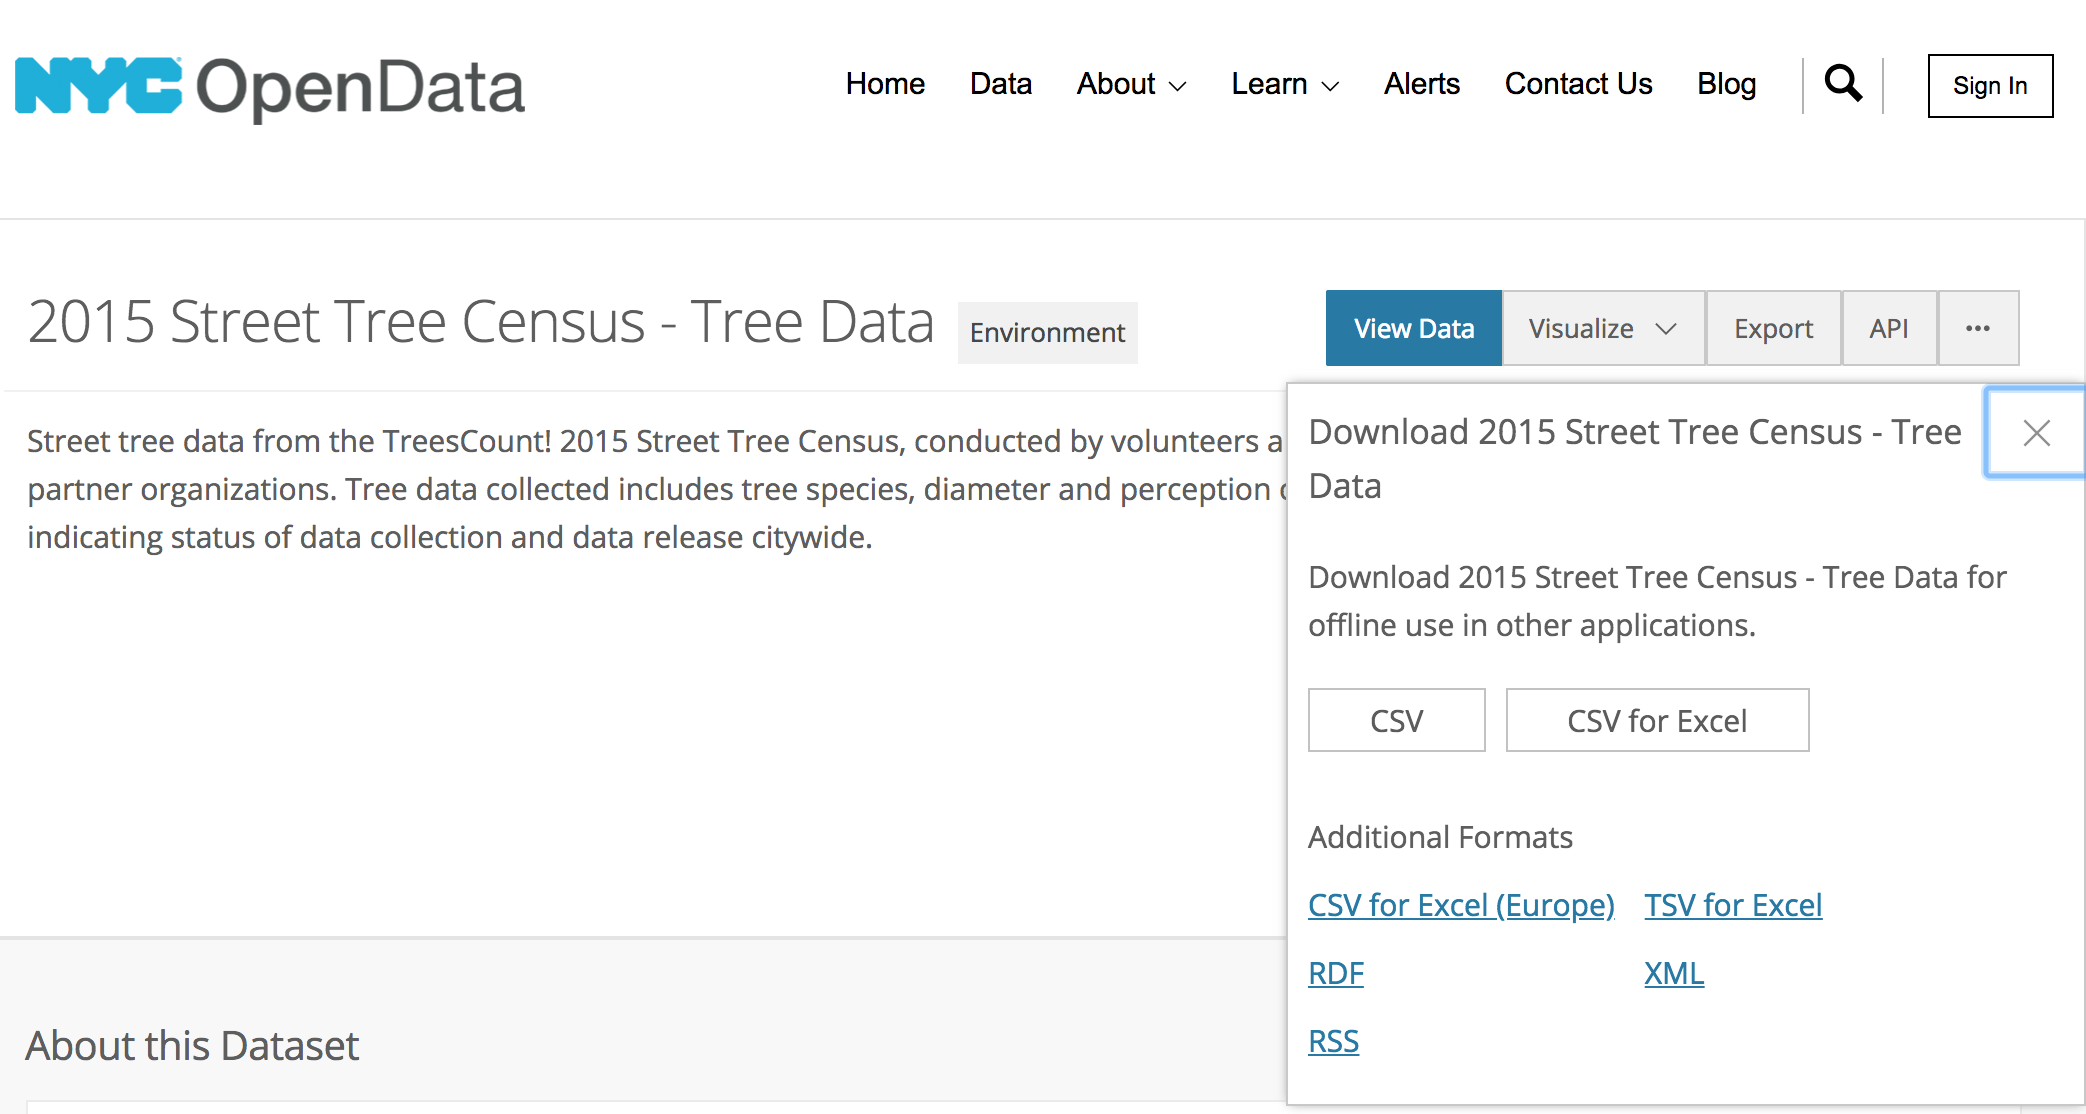 NYC OpenData
Home Data About Learn Alerts Contact Us Blog Sign In
2015 Street Tree Census - Tree Data Environment
View Data Visualize Export API ...
Street tree data from the TreesCount! 2015 Street Tree Census, conducted by volunteers a
partner organizations. Tree data collected includes tree species, diameter and perception
indicating status of data collection and data release citywide.
Download 2015 Street Tree Census - Tree
Data
Download 2015 Street Tree Census - Tree Data for
offline use in other applications.
CSV CSV for Excel
Additional Formats
CSV for Excel (Europe) TSV for Excel
RDF XML
RSS
About this Dataset